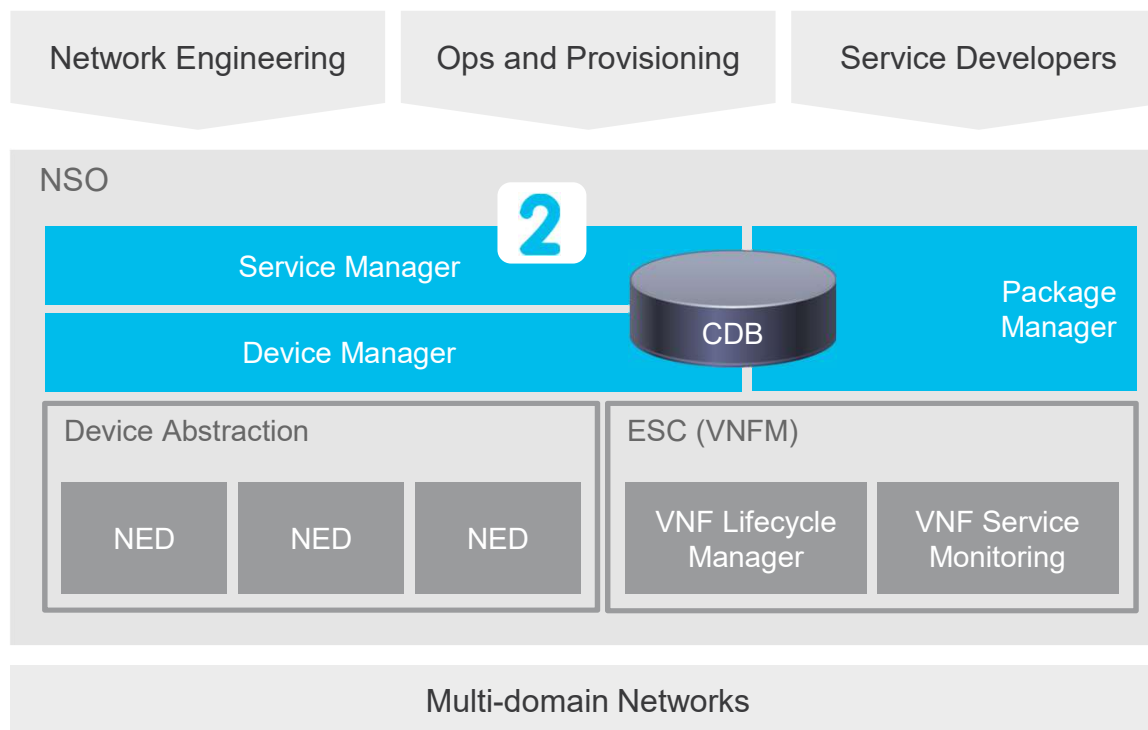 Network Engineering
Ops and Provisioning
Service Developers
NSO
2
Service Manager
Device Manager
CDB
Package
Manager
Device Abstraction
NED
NED
NED
ESC (VNFM)
VNF Lifecycle
Manager
VNF Service
Monitoring
Multi-domain Networks